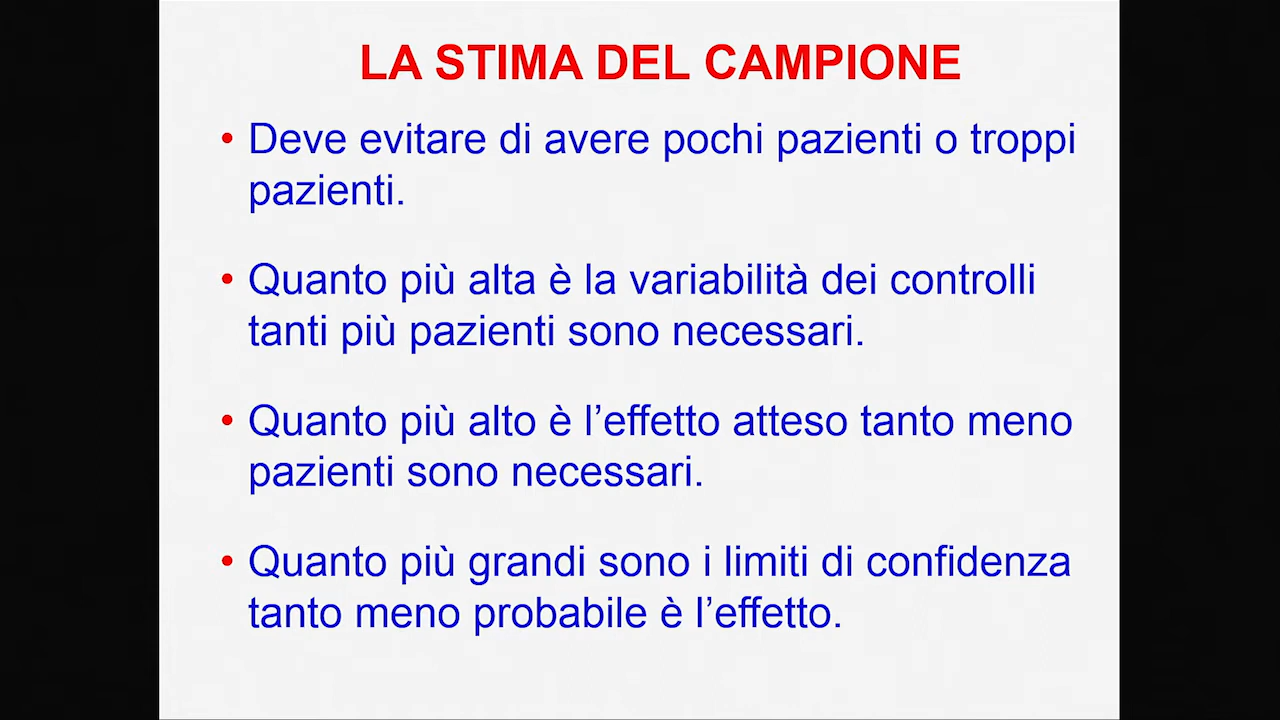 LA STIMA DEL CAMPIONE
• Deve evitare di avere pochi pazienti o troppi
pazienti.
• Quanto più alta è la variabilità dei controlli
tanti più pazienti sono necessari.
• Quanto più alto è l’effetto atteso tanto meno
pazienti sono necessari.
• Quanto più grandi sono i limiti di confidenza
tanto meno probabile è l’effetto.